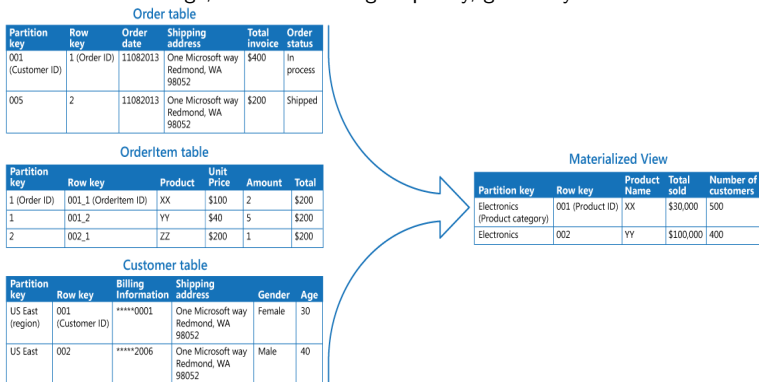 Order table
Partition key Row key Order date Shipping address Total invoice Order status
001 (Customer ID) 1 (Order ID) 11082013 One Microsoft way Redmond, WA 98052 $400 In process
005 2 11082013 One Microsoft way Redmond, WA 98052 $200 Shipped
OrderItem table
Partition key Row key Product Unit Price Amount Total
1 (Order ID) 001_1 (OrderItem ID) XX $100 2 $200
1 001_2 YY $40 5 $200
2 002_1 ZZ $200 1 $200
Customer table
Partition key Row key Billing Information Shipping address Gender Age
US East (region) 001 (Customer ID) *****0001 One Microsoft way Redmond, WA 98052 Female 30
US East 002 *****2006 One Microsoft way Redmond, WA 98052 Male 40
Materialized View
Partition key Row key Product Name Total sold Number of customers
Electronics (Product category) 001 (Product ID) XX $30,000 500
Electronics 002 YY $100,000 400